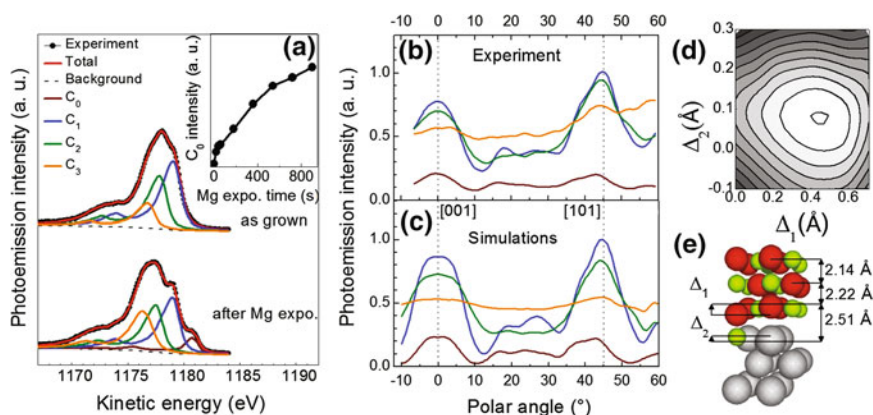 Experiment
Total
Background
C₀
C₁
C₂
C₃
(a)
C₀ intensity (a. u.)
0 400 800
Mg expo. time (s)
as grown
after Mg expo.
Photoemission intensity (a. u.)
1170 1175 1180 1190
Kinetic energy (eV)
-10 0 10 20 30 40 50 60
Polar angle (°)
(b)
Experiment
1.0
0.5
0.0
(c)
[001] [101]
Simulations
1.0
0.5
0.0
Photoemission intensity (a. u.)
-10 0 10 20 30 40 50 60
Polar angle (°)
(d)
0.3
0.2
0.1
0
-0.1
Δ₂(Å)
0 0.2 0.4 0.6
Δ₁(Å)
(e)
2.14 Å
2.22 Å
2.51 Å
Δ₁
Δ₂